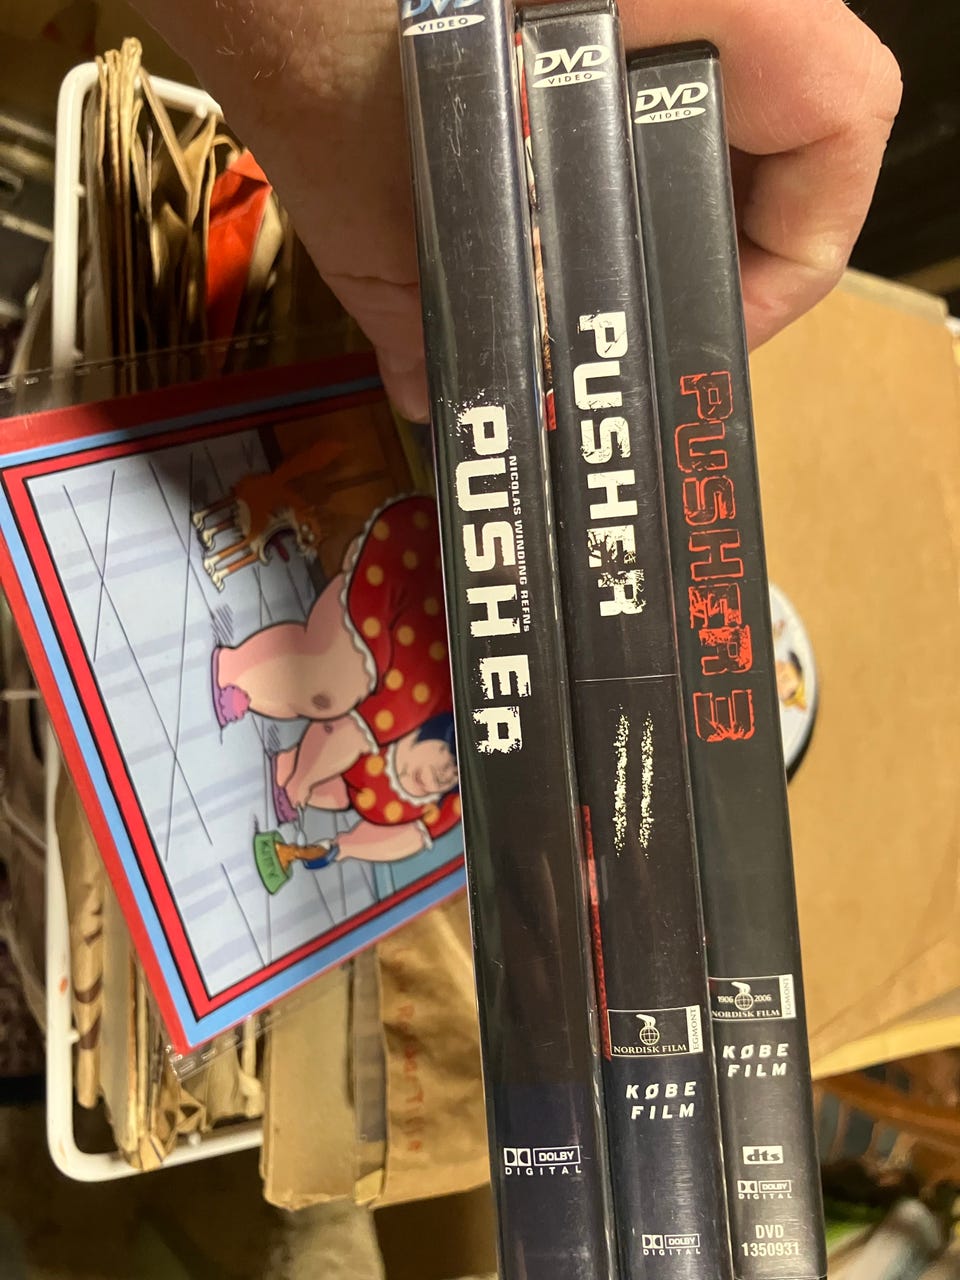 DVD
VIDEO
NICOLAS WINDING REFNs
PUSHER
DOLBY
DIGITAL
DVD
VIDEO
PUSHER
II
NORDISK FILM
EGMONT
KØBE
FILM
DOLBY
DIGITAL
DVD
VIDEO
PUSHER 3
1906 2006
NORDISK FILM
EGMONT
KØBE
FILM
dts
DOLBY
DIGITAL
DVD
1350931
KITTY